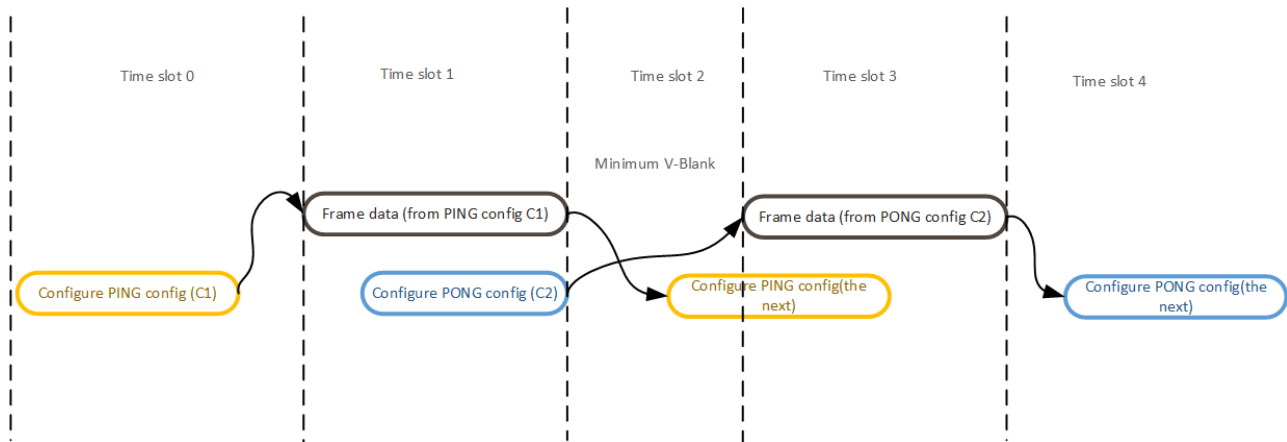 Time slot 0
Time slot 1
Time slot 2
Time slot 3
Time slot 4
Minimum V-Blank
Frame data (from PING config C1)
Frame data (from PONG config C2)
Configure PING config (C1)
Configure PONG config (C2)
Configure PING config(the
next)
Configure PONG config(the
next)